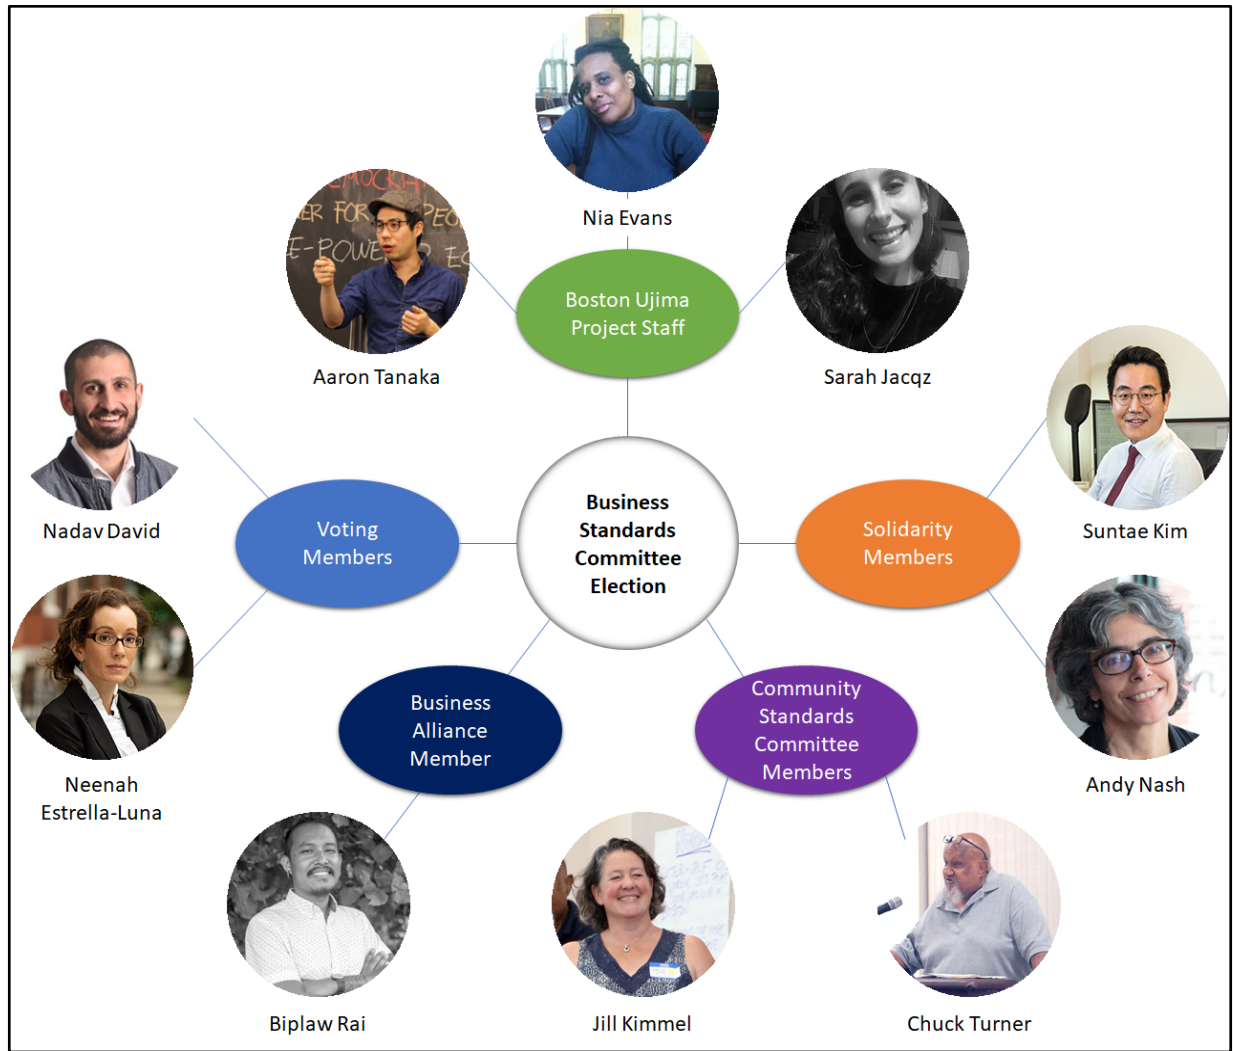 Nia Evans
Aaron Tanaka
Sarah Jacqz
Boston Ujima
Project Staff
Nadav David
Suntae Kim
Voting
Members
Business
Standards
Committee
Election
Solidarity
Members
Neenah
Estrella-Luna
Andy Nash
Business
Alliance
Member
Community
Standards
Committee
Members
Biplaw Rai
Jill Kimmel
Chuck Turner